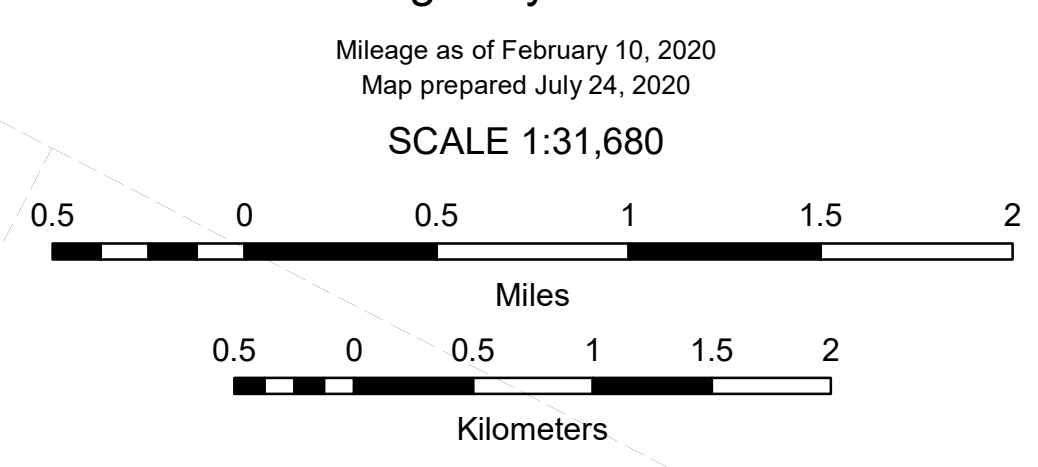 Mileage as of February 10, 2020
Map prepared July 24, 2020
SCALE 1:31,680
0.5 0 0.5 1 1.5 2
Miles
0.5 0 0.5 1 1.5 2
Kilometers